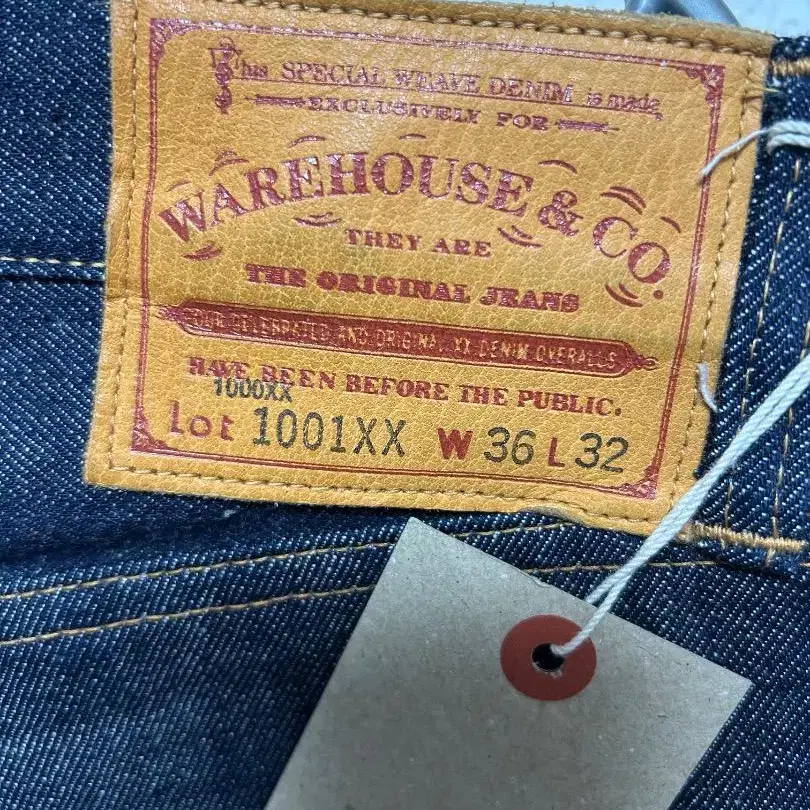 This SPECIAL WEAVE DENIM is made
EXCLUSIVELY FOR
WAREHOUSE & CO.
THEY ARE
THE ORIGINAL JEANS
OUR CELEBRATED AND ORIGINAL XX DENIM OVERALLS
HAVE BEEN BEFORE THE PUBLIC.
1000XX
Lot 1001XX W 36 L 32